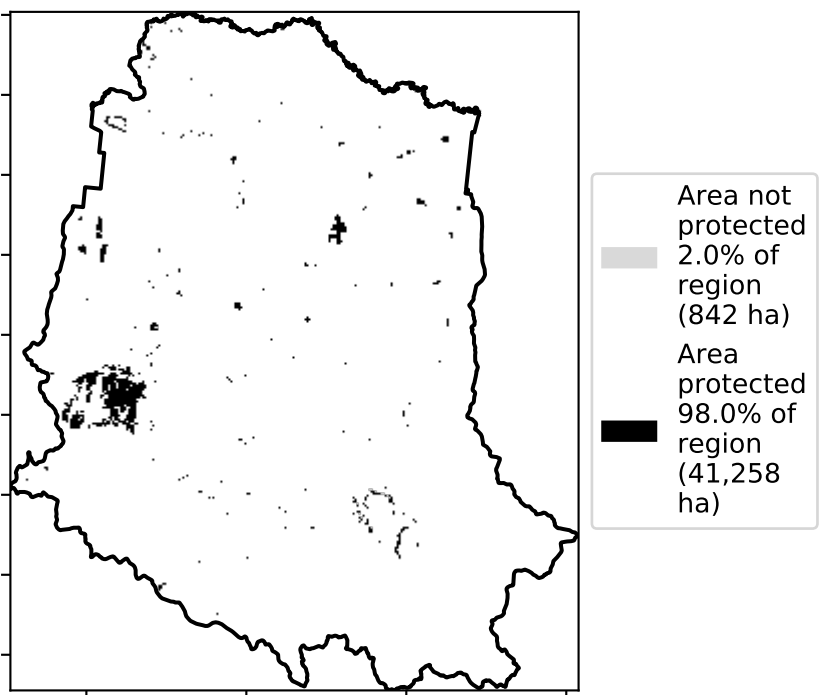 Area not
protected
2.0% of
region
(842 ha)
Area
protected
98.0% of
region
(41,258
ha)